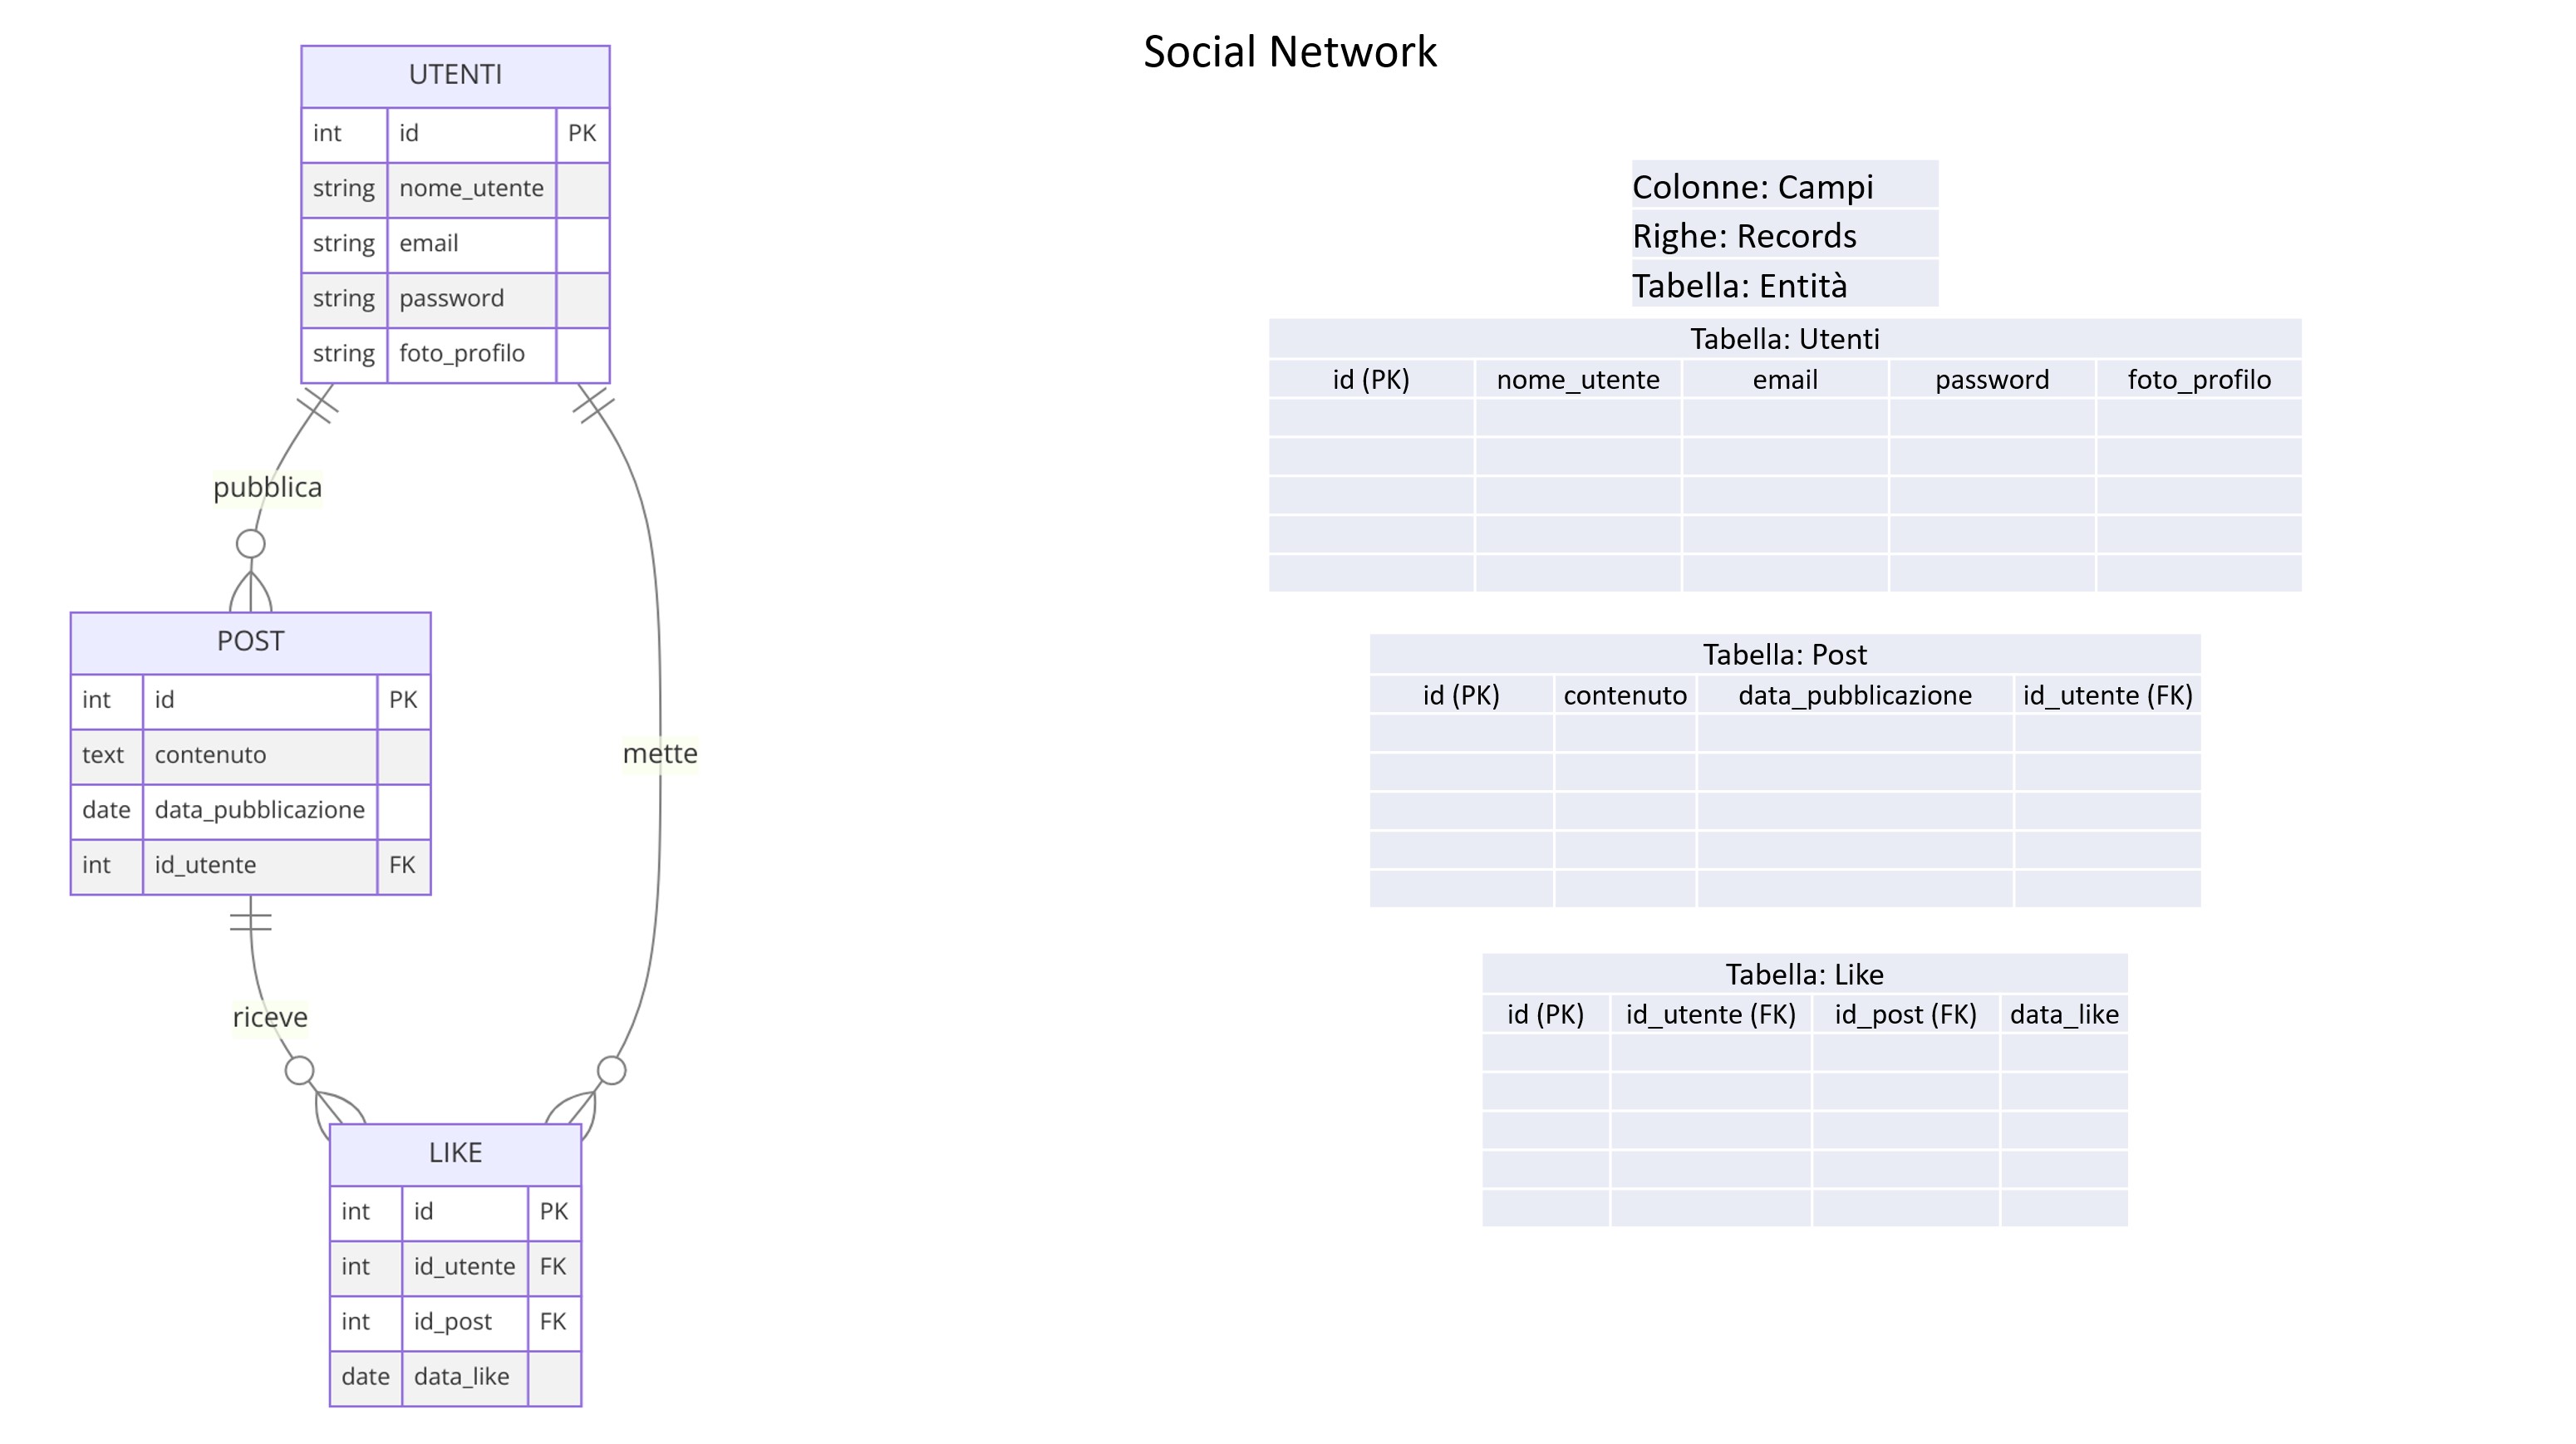 Social Network
UTENTI
int id PK
string nome_utente
string email
string password
string foto_profilo
pubblica
mette
POST
int id PK
text contenuto
date data_pubblicazione
int id_utente FK
riceve
LIKE
int id PK
int id_utente FK
int id_post FK
date data_like
Colonne: Campi
Righe: Records
Tabella: Entità
Tabella: Utenti
id (PK) nome_utente email password foto_profilo
Tabella: Post
id (PK) contenuto data_pubblicazione id_utente (FK)
Tabella: Like
id (PK) id_utente (FK) id_post (FK) data_like